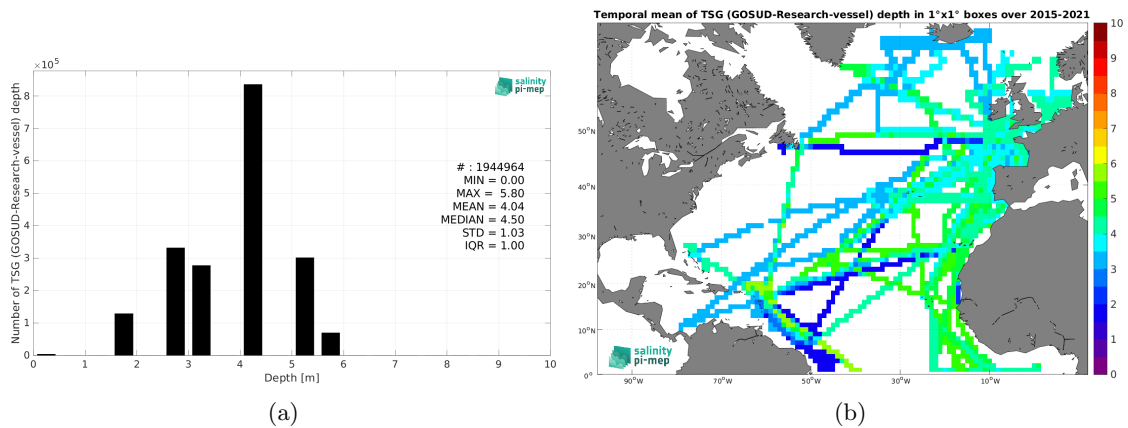 ×10⁵
8
7
6
5
4
3
2
1
0
Number of TSG (GOSUD-Research-vessel) depth
salinity
pi-mep
# : 1944964
MIN = 0.00
MAX = 5.80
MEAN = 4.04
MEDIAN = 4.50
STD = 1.03
IQR = 1.00
0 1 2 3 4 5 6 7 8 9 10
Depth [m]
(a)
Temporal mean of TSG (GOSUD-Research-vessel) depth in 1°x1° boxes over 2015-2021
50°N
40°N
30°N
20°N
10°N
0°
90°W 70°W 50°W 30°W 10°W
salinity
pi-mep
10
9
8
7
6
5
4
3
2
1
0
(b)